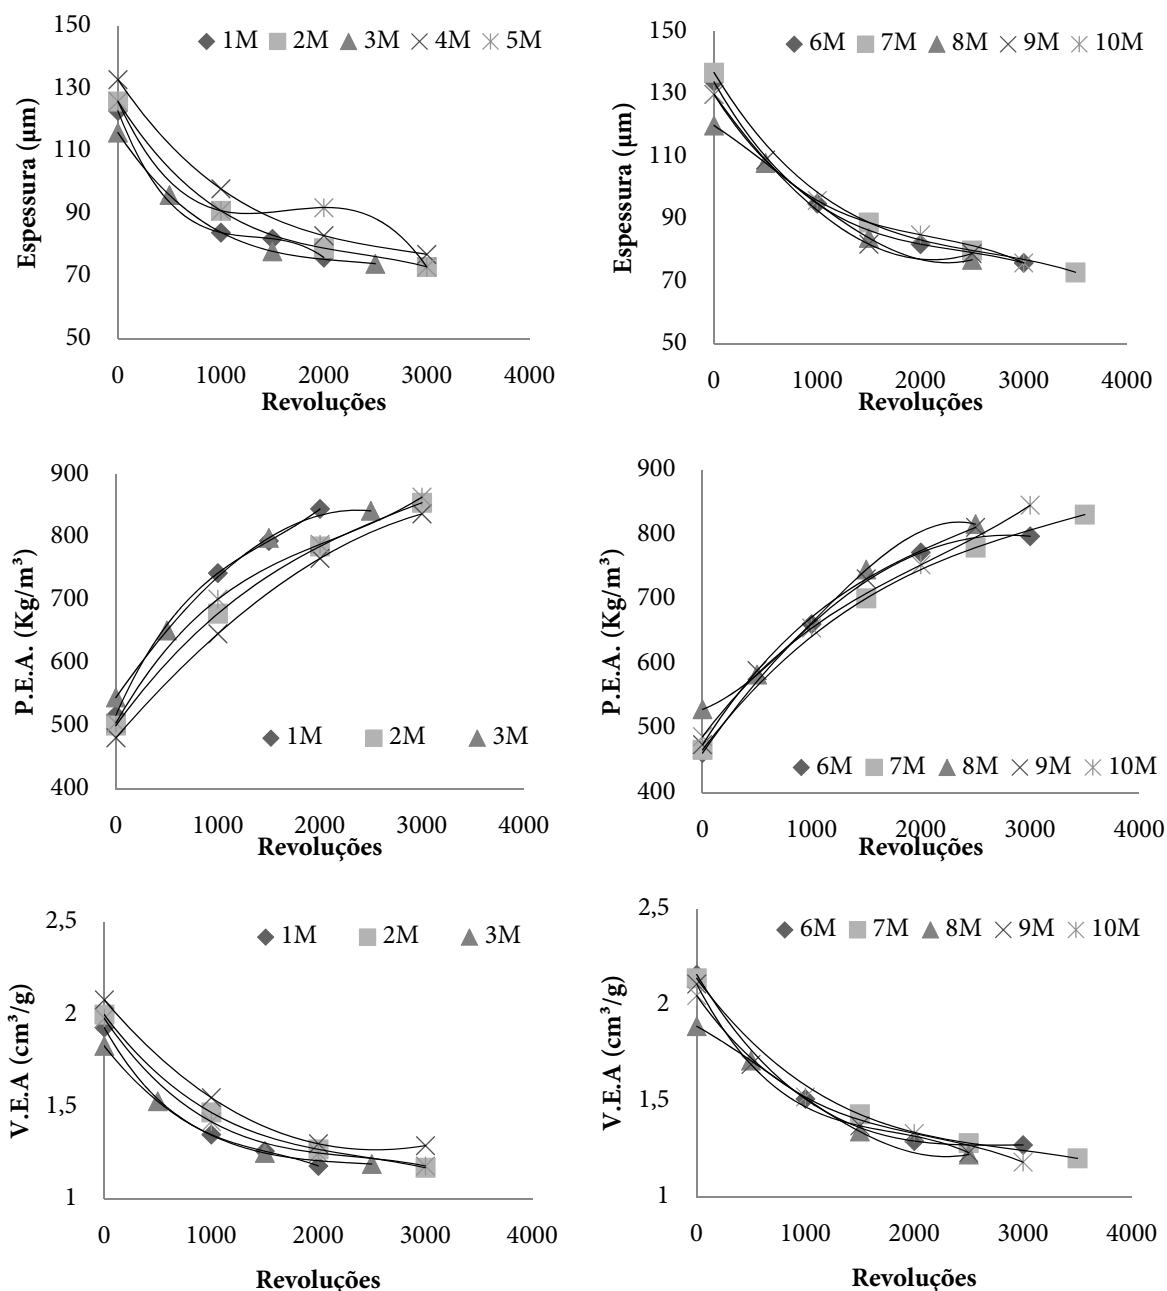 150
130
110
90
70
50
Espessura (μm)
1M 2M 3M 4M 5M
0 1000 2000 3000 4000
Revoluções
150
130
110
90
70
50
Espessura (μm)
6M 7M 8M 9M 10M
0 1000 2000 3000 4000
Revoluções
900
800
700
600
500
400
P.E.A. (Kg/m³)
1M 2M 3M
0 1000 2000 3000 4000
Revoluções
900
800
700
600
500
400
P.E.A. (Kg/m³)
6M 7M 8M 9M 10M
0 1000 2000 3000 4000
Revoluções
2,5
2
1,5
1
V.E.A (cm³/g)
1M 2M 3M
0 1000 2000 3000 4000
Revoluções
2,5
2
1,5
1
V.E.A (cm³/g)
6M 7M 8M 9M 10M
0 1000 2000 3000 4000
Revoluções